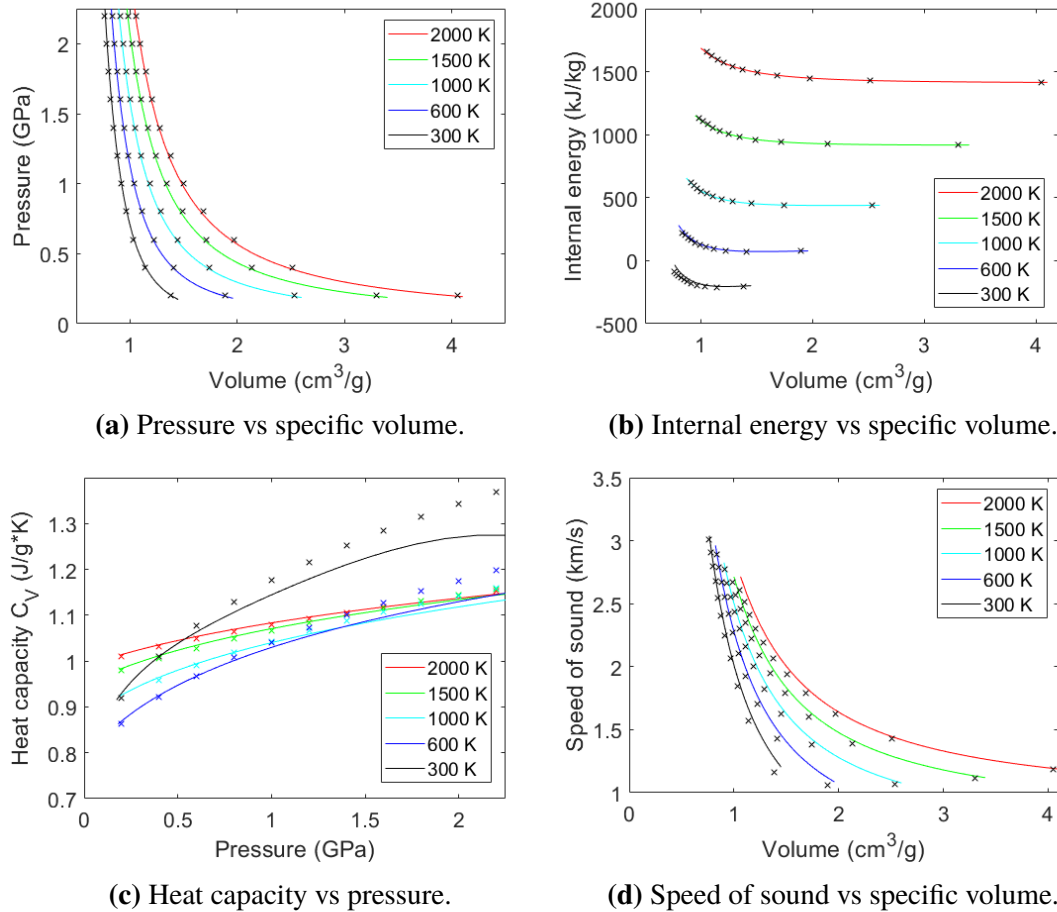 2
1.5
1
0.5
0
Pressure (GPa)
1 2 3 4
Volume (cm³/g)
2000 K
1500 K
1000 K
600 K
300 K
(a) Pressure vs specific volume.
2000
1500
1000
500
0
-500
Internal energy (kJ/kg)
1 2 3 4
Volume (cm³/g)
2000 K
1500 K
1000 K
600 K
300 K
(b) Internal energy vs specific volume.
1.3
1.2
1.1
1
0.9
0.8
0.7
Heat capacity C_V (J/g*K)
0 0.5 1 1.5 2
Pressure (GPa)
2000 K
1500 K
1000 K
600 K
300 K
(c) Heat capacity vs pressure.
3.5
3
2.5
2
1.5
1
Speed of sound (km/s)
0 1 2 3 4
Volume (cm³/g)
2000 K
1500 K
1000 K
600 K
300 K
(d) Speed of sound vs specific volume.